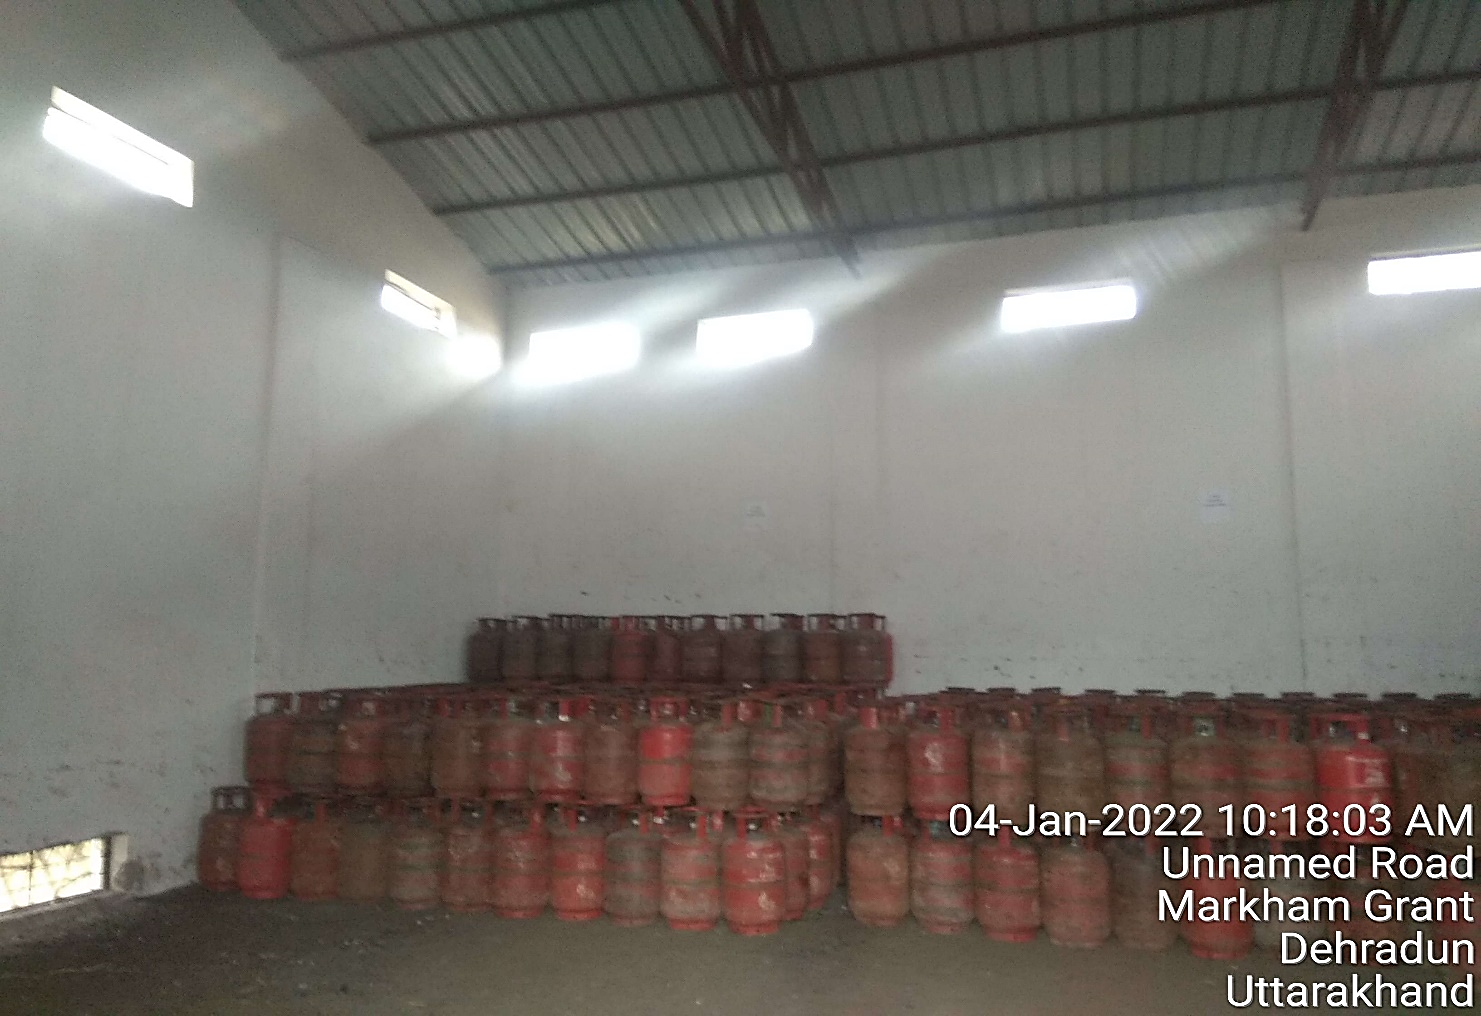 04-Jan-2022 10:18:03 AM
Unnamed Road
Markham Grant
Dehradun
Uttarakhand